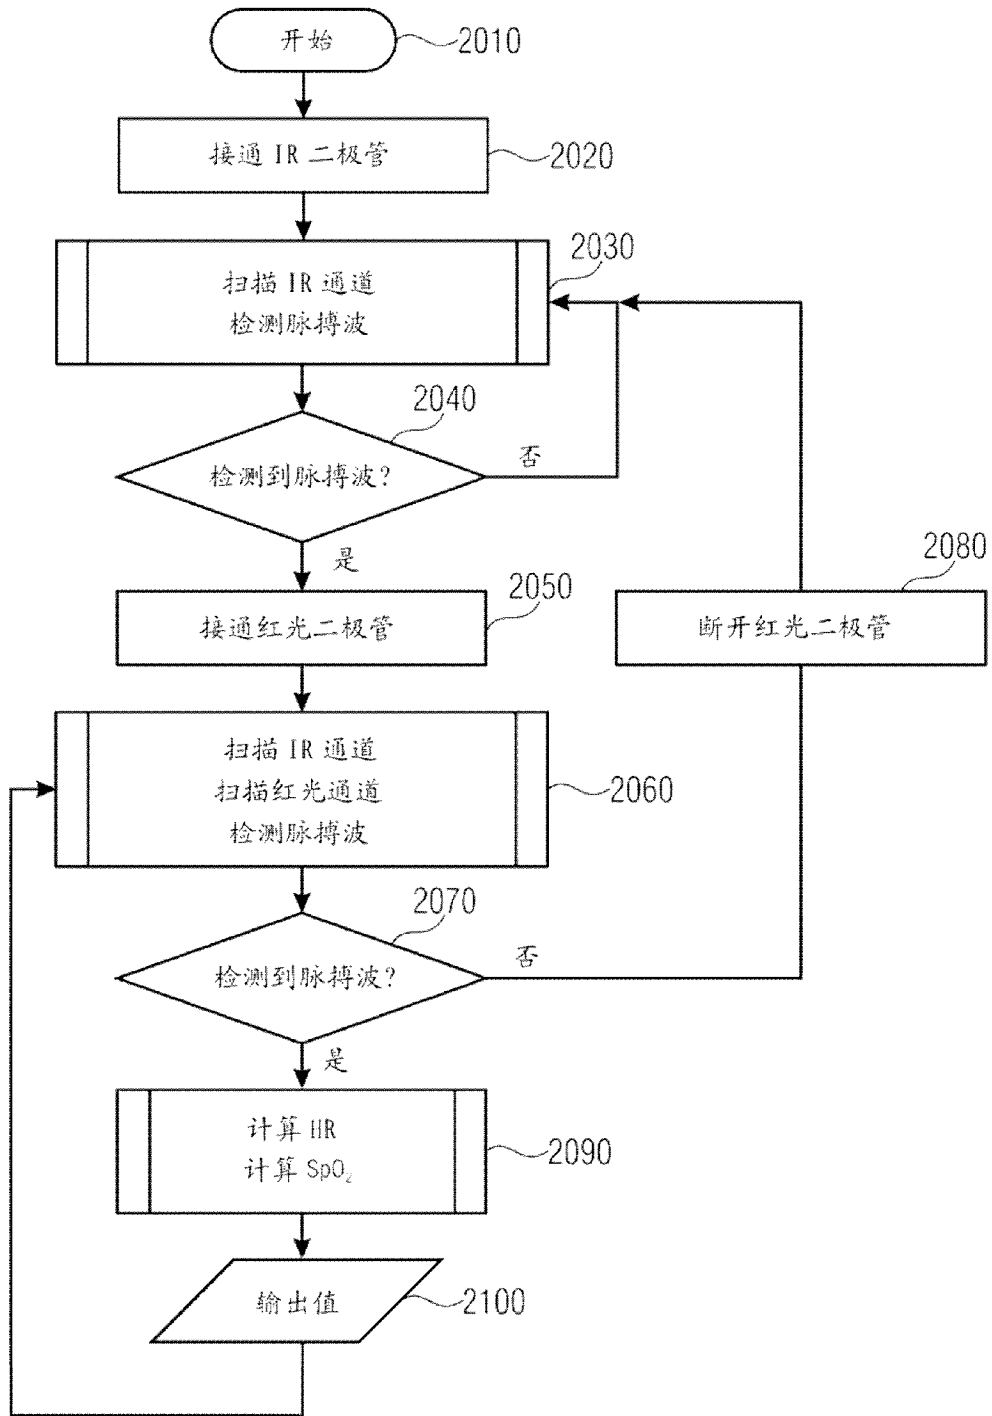 开始
2010
接通 IR 二极管
2020
2030
扫描 IR 通道
检测脉搏波
2040
检测到脉搏波?
否
是
2050
接通红光二极管
2080
断开红光二极管
扫描 IR 通道
扫描红光通道
检测脉搏波
2060
2070
检测到脉搏波?
否
是
计算 HR
计算 SpO₂
2090
输出值
2100